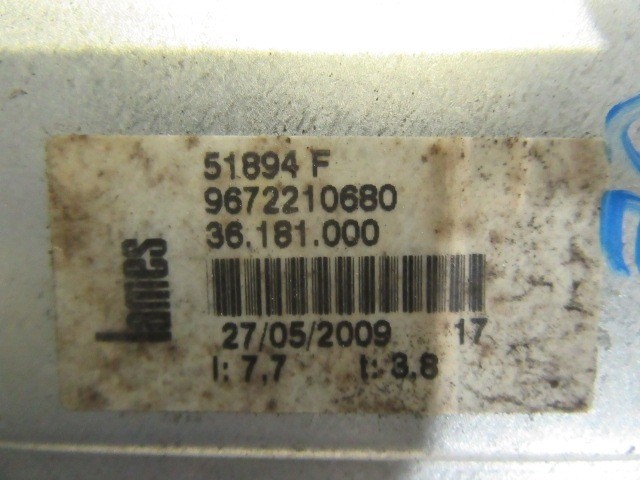 51894 F
9672210680
36.181.000
lames
27/05/2009 17
I: 7,7 t: 3.8